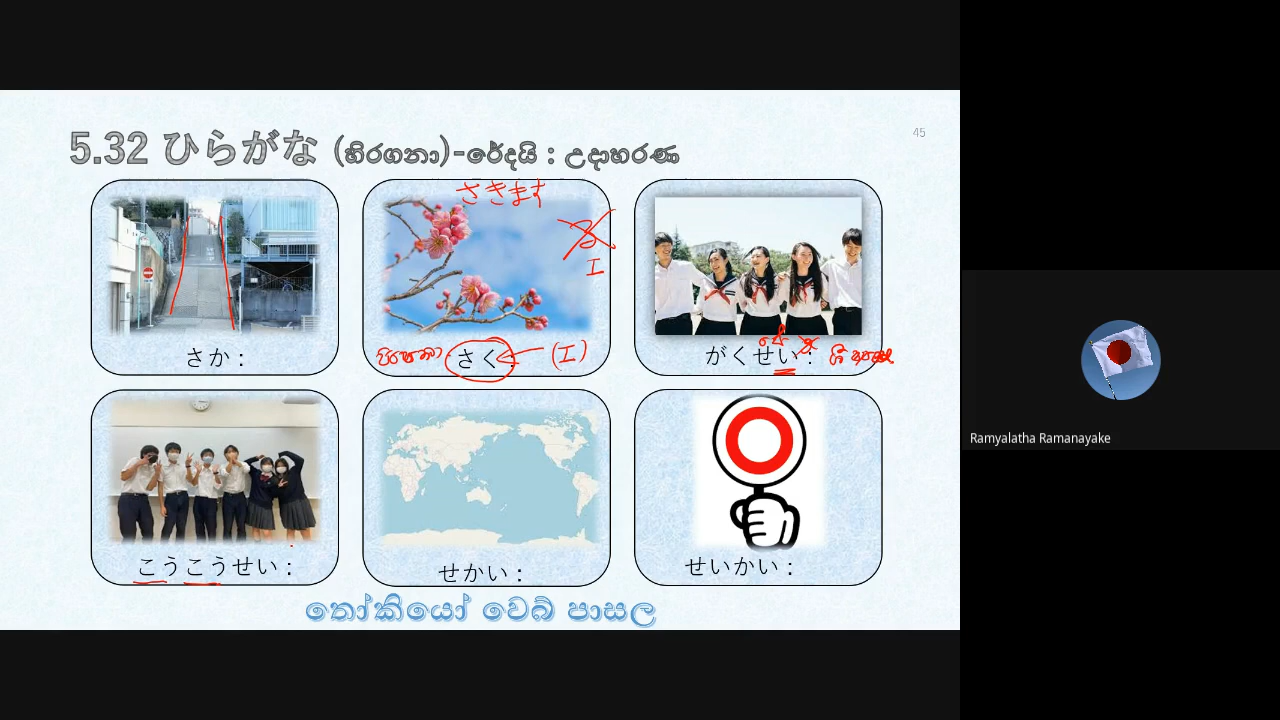 45
5.32 ひらがな (හිරගනා)-රේදයි : උදාහරණ
さきます
I
さか :
さく :
(I)
がくせい :
こうこうせい :
せかい :
せいかい :
තෝකියෝ වෙබ් පාසල
Ramyalatha Ramanayake